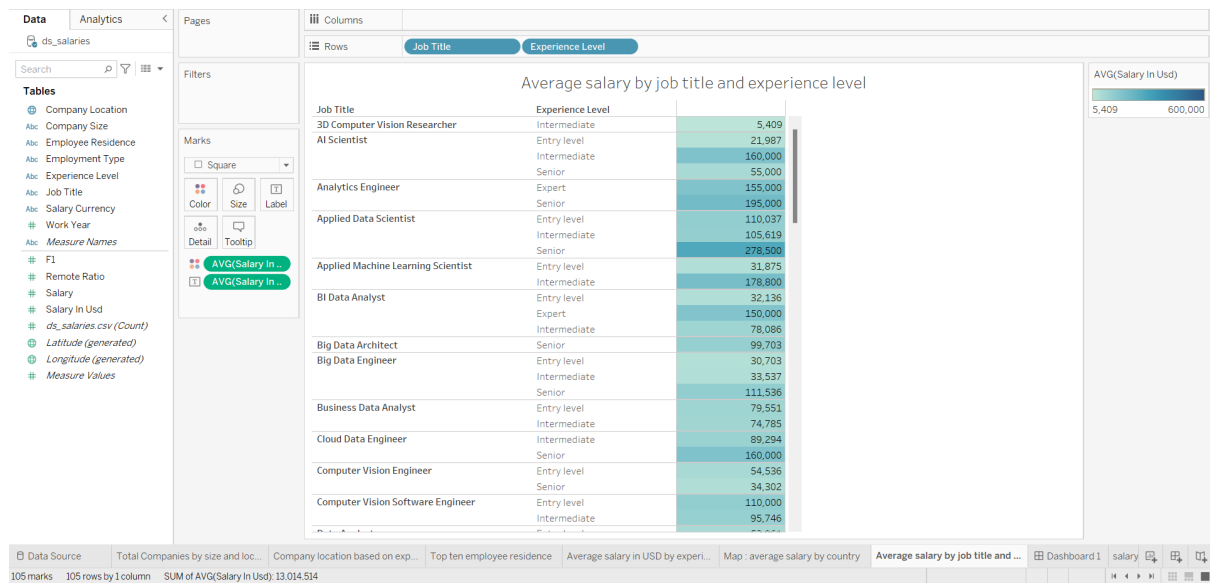 Data Analytics
ds_salaries
Search
Tables
Company Location
Abc Company Size
Abc Employee Residence
Abc Employment Type
Abc Experience Level
Abc Job Title
Abc Salary Currency
# Work Year
Abc Measure Names
# F1
# Remote Ratio
# Salary
# Salary In Usd
# ds_salaries.csv (Count)
Latitude (generated)
Longitude (generated)
# Measure Values
Pages
Filters
Marks
Square
Color Size Label
Detail Tooltip
AVG(Salary In ..
T AVG(Salary In ..
Columns
Rows Job Title Experience Level
Average salary by job title and experience level
Job Title Experience Level
3D Computer Vision Researcher Intermediate 5,409
AI Scientist Entry level 21,987
Intermediate 160,000
Senior 55,000
Analytics Engineer Expert 155,000
Senior 195,000
Applied Data Scientist Entry level 110,037
Intermediate 105,619
Senior 278,500
Applied Machine Learning Scientist Entry level 31,875
Intermediate 178,800
BI Data Analyst Entry level 32,136
Expert 150,000
Intermediate 78,086
Big Data Architect Senior 99,703
Big Data Engineer Entry level 30,703
Intermediate 33,537
Senior 111,536
Business Data Analyst Entry level 79,551
Intermediate 74,785
Cloud Data Engineer Intermediate 89,294
Senior 160,000
Computer Vision Engineer Entry level 54,536
Senior 34,302
Computer Vision Software Engineer Entry level 110,000
Intermediate 95,746
AVG(Salary In Usd)
5,409 600,000
Data Source Total Companies by size and loc... Company location based on exp... Top ten employee residence Average salary in USD by experi... Map : average salary by country Average salary by job title and ... Dashboard 1 salary
105 marks 105 rows by 1 column SUM of AVG(Salary In Usd): 13.014.514